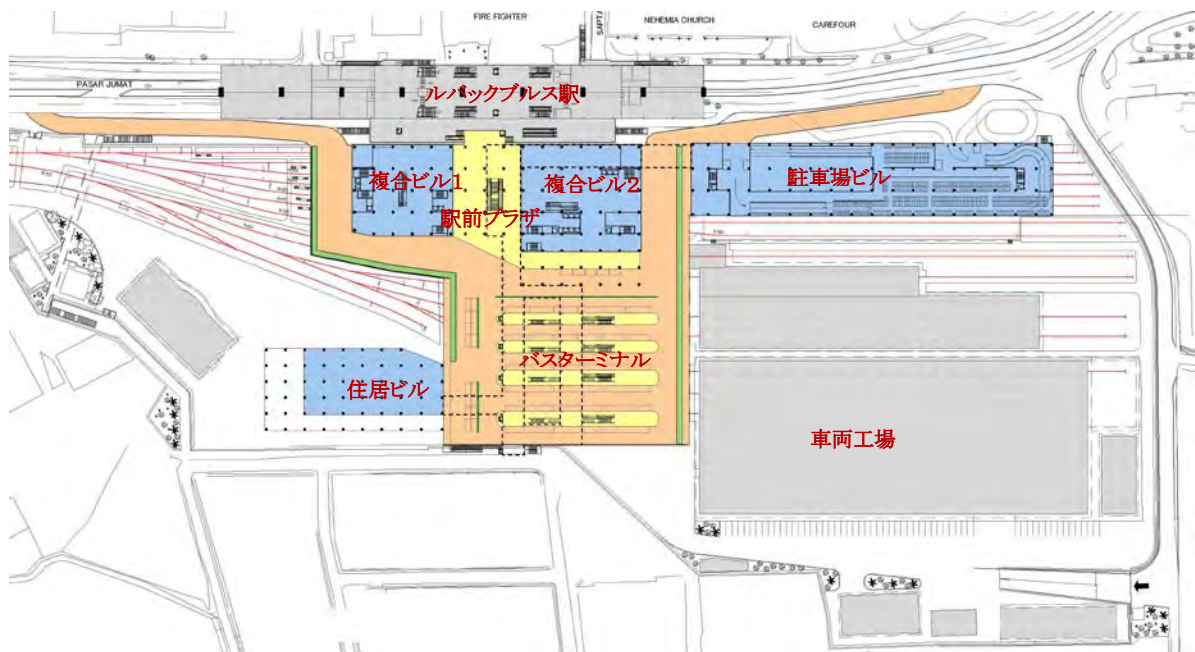 FIRE FIGHTER
SAPTA
NEHEMIA CHURCH
CAREFOUR
PASAR JUMAT
ルバックブルス駅
複合ビル1
複合ビル2
駐車場ビル
駅前プラザ
バスターミナル
住居ビル
車両工場